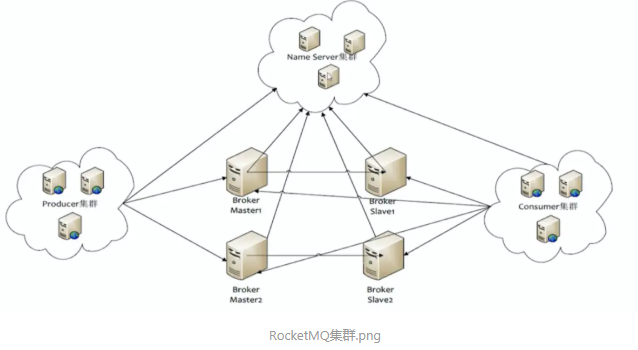 Name Server集群
Producer集群
Broker
Master1
Broker
Slave1
Consumer集群
Broker
Master2
Broker
Slave2
RocketMQ集群.png